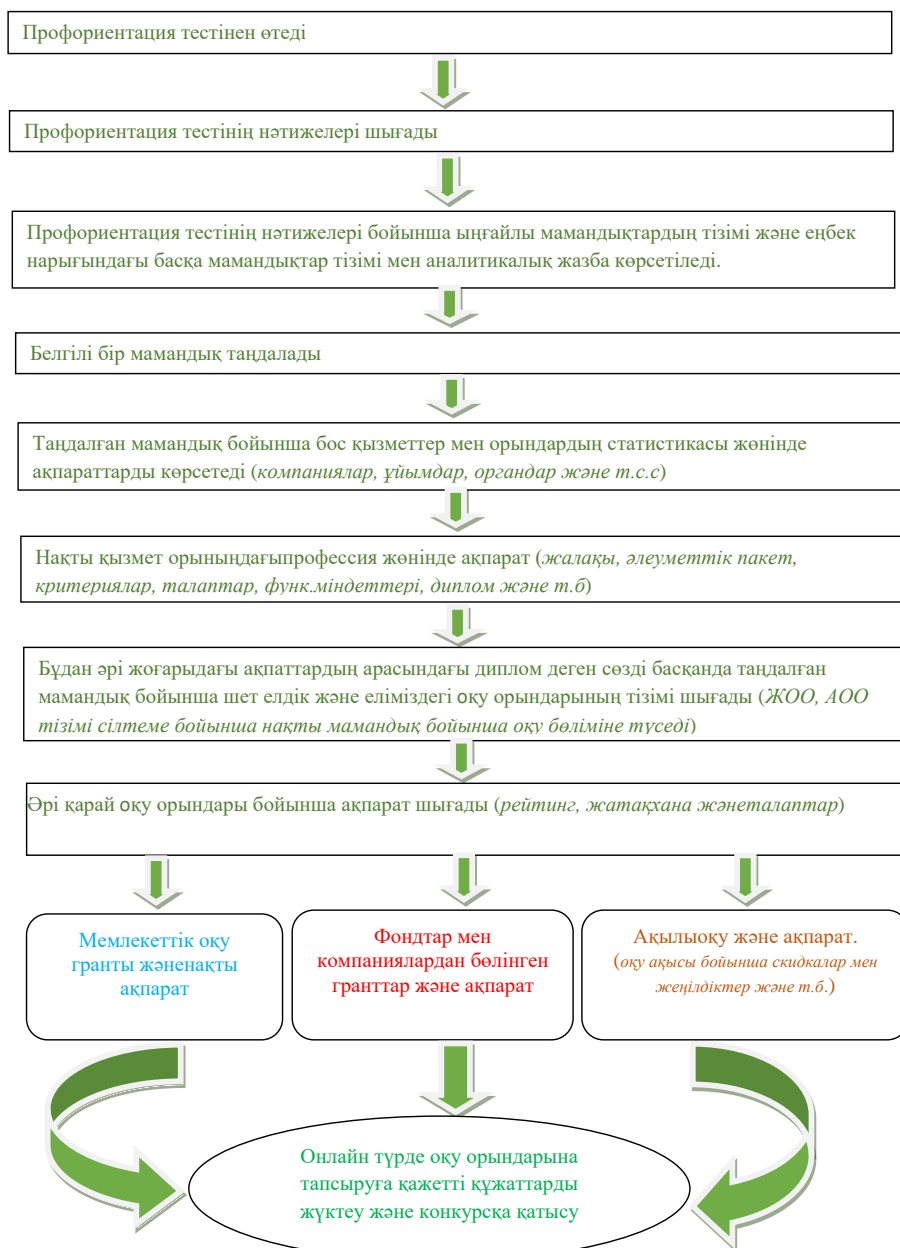 Профориентация тестінен өтеді
Профориентация тестінің нәтижелері шығады
Профориентация тестінің нәтижелері бойынша ыңғайлы мамандықтардың тізімі және еңбек
нарығындағы басқа мамандықтар тізімі мен аналитикалық жазба көрсетіледі.
Белгілі бір мамандық таңдалады
Таңдалған мамандық бойынша бос қызметтер мен орындардың статистикасы жөнінде
ақпараттарды көрсетеді (компаниялар, ұйымдар, органдар және т.с.с)
Нақты қызмет орыныңдағыпрофессия жөнінде ақпарат (жалақы, әлеуметтік пакет,
критериялар, талаптар, функ.міндеттері, диплом және т.б)
Бұдан әрі жоғарыдағы ақпаттардың арасындағы диплом деген сөзді басқанда таңдалған
мамандық бойынша шет елдік және еліміздегі оқу орындарының тізімі шығады (ЖОО, АОО
тізімі сілтеме бойынша нақты мамандық бойынша оқу бөліміне түседі)
Әрі қарай оқу орындары бойынша ақпарат шығады (рейтинг, жатақхана жәнеталаптар)
Мемлекеттік оқу
гранты жәненақты
ақпарат
Фондтар мен
компаниялардан бөлінген
гранттар және ақпарат
Ақылыоқу және ақпарат.
(оқу ақысы бойынша скидкалар мен
жеңілдіктер және т.б.)
Онлайн түрде оқу орындарына
тапсыруға қажетті құжаттарды
жүктеу және конкурсқа қатысу